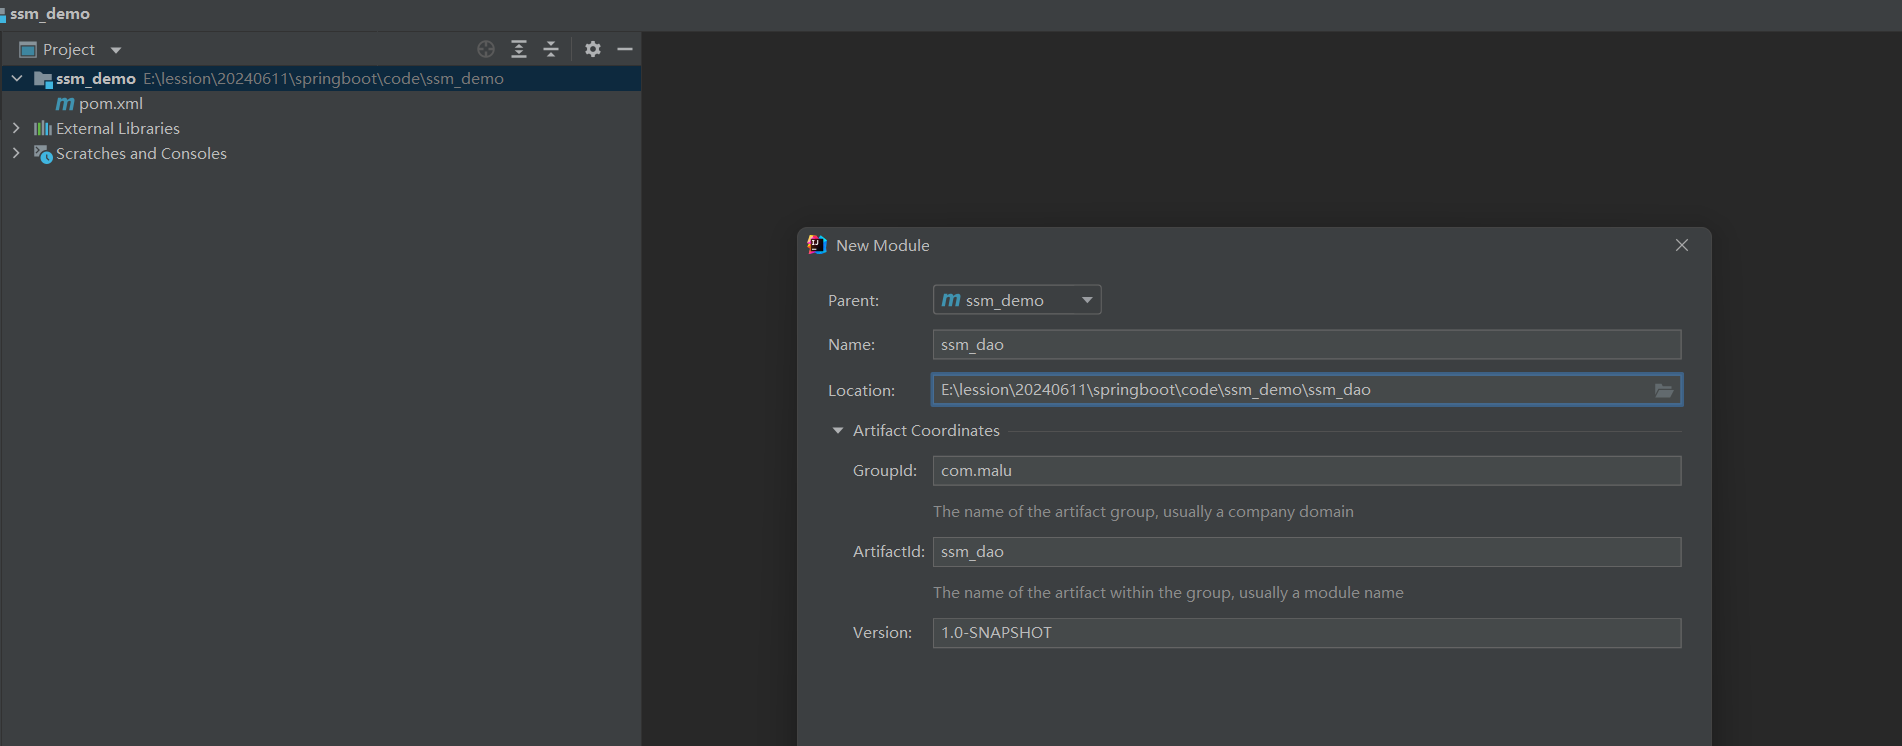 ssm_demo
Project
ssm_demo E:\lession\20240611\springboot\code\ssm_demo
pom.xml
External Libraries
Scratches and Consoles
New Module
Parent: ssm_demo
Name: ssm_dao
Location: E:\lession\20240611\springboot\code\ssm_demo\ssm_dao
Artifact Coordinates
GroupId: com.malu
The name of the artifact group, usually a company domain
ArtifactId: ssm_dao
The name of the artifact within the group, usually a module name
Version: 1.0-SNAPSHOT